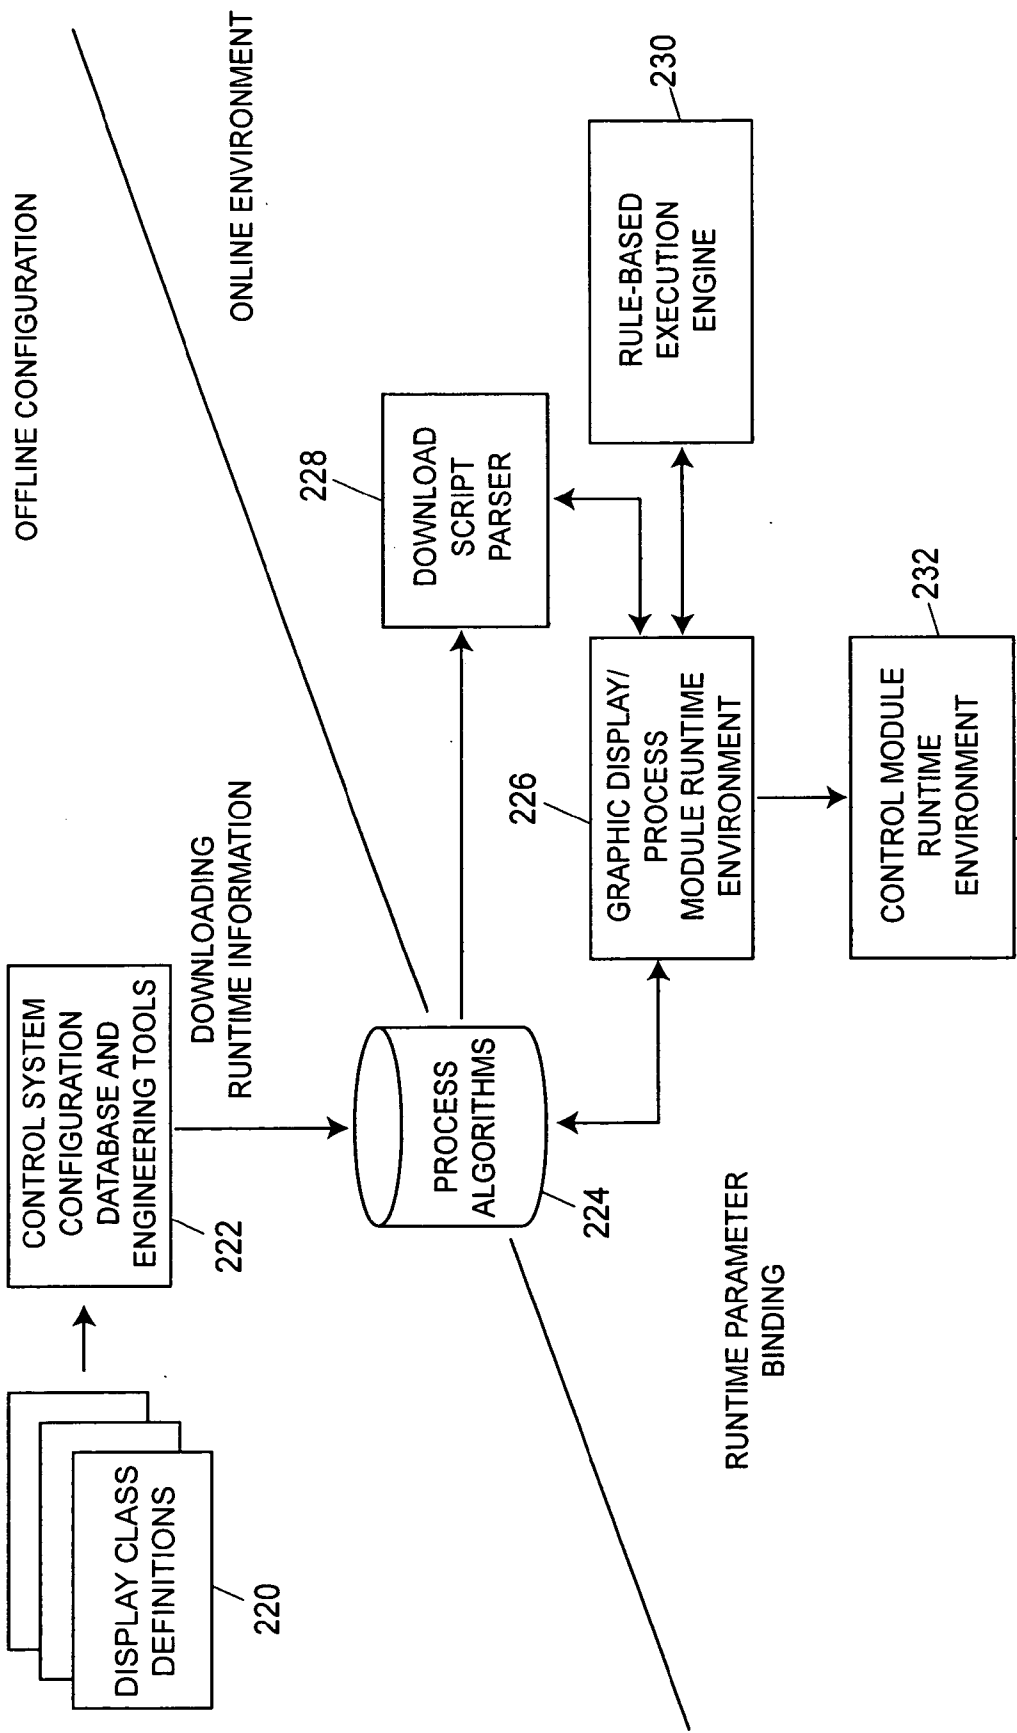 OFFLINE CONFIGURATION
DISPLAY CLASS
DEFINITIONS
220
CONTROL SYSTEM
CONFIGURATION
DATABASE AND
ENGINEERING TOOLS
222
DOWNLOADING
RUNTIME INFORMATION
ONLINE ENVIRONMENT
PROCESS
ALGORITHMS
224
228
DOWNLOAD
SCRIPT
PARSER
RUNTIME PARAMETER
BINDING
226
GRAPHIC DISPLAY/
PROCESS
MODULE RUNTIME
ENVIRONMENT
230
RULE-BASED
EXECUTION
ENGINE
232
CONTROL MODULE
RUNTIME
ENVIRONMENT